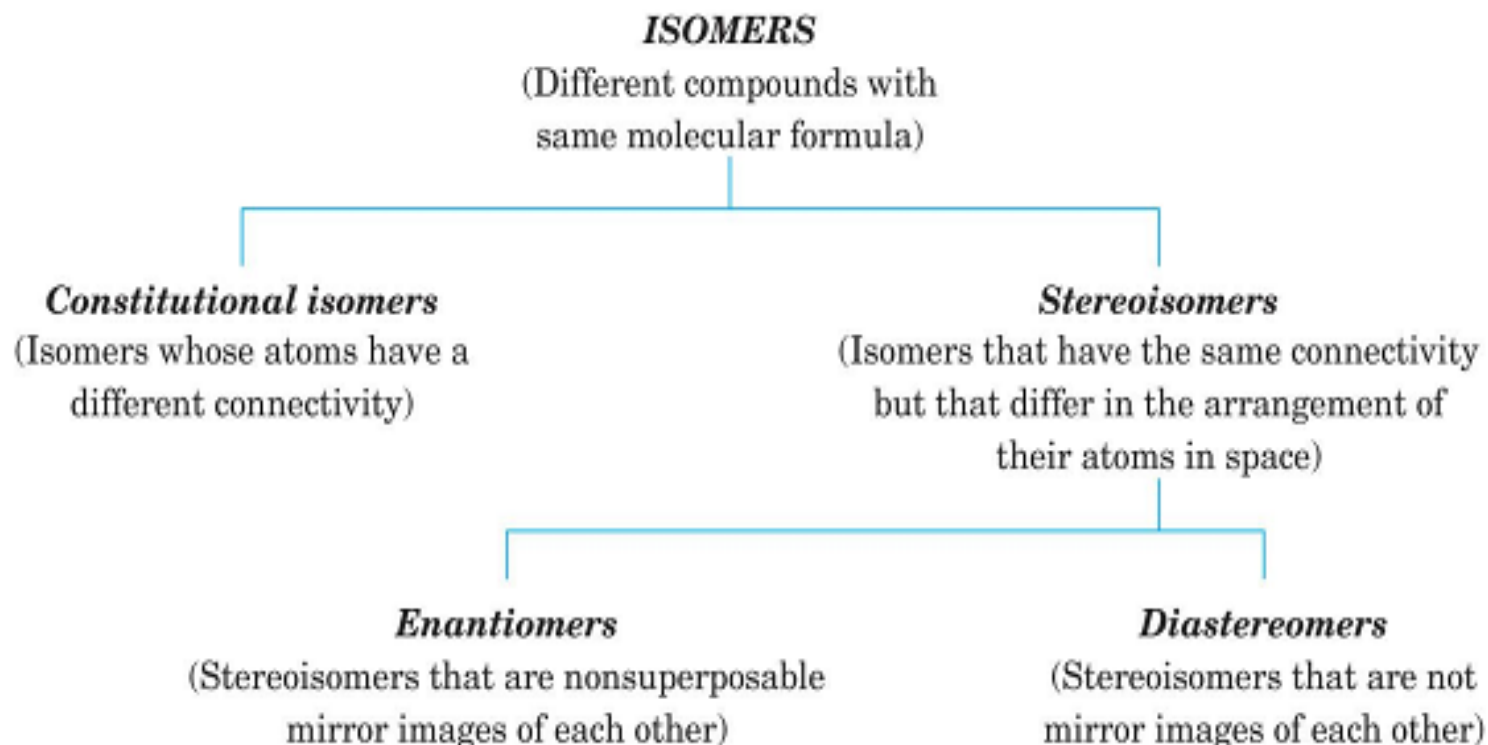 ISOMERS
(Different compounds with
same molecular formula)
Constitutional isomers
(Isomers whose atoms have a
different connectivity)
Stereoisomers
(Isomers that have the same connectivity
but that differ in the arrangement of
their atoms in space)
Enantiomers
(Stereoisomers that are nonsuperposable
mirror images of each other)
Diastereomers
(Stereoisomers that are not
mirror images of each other)